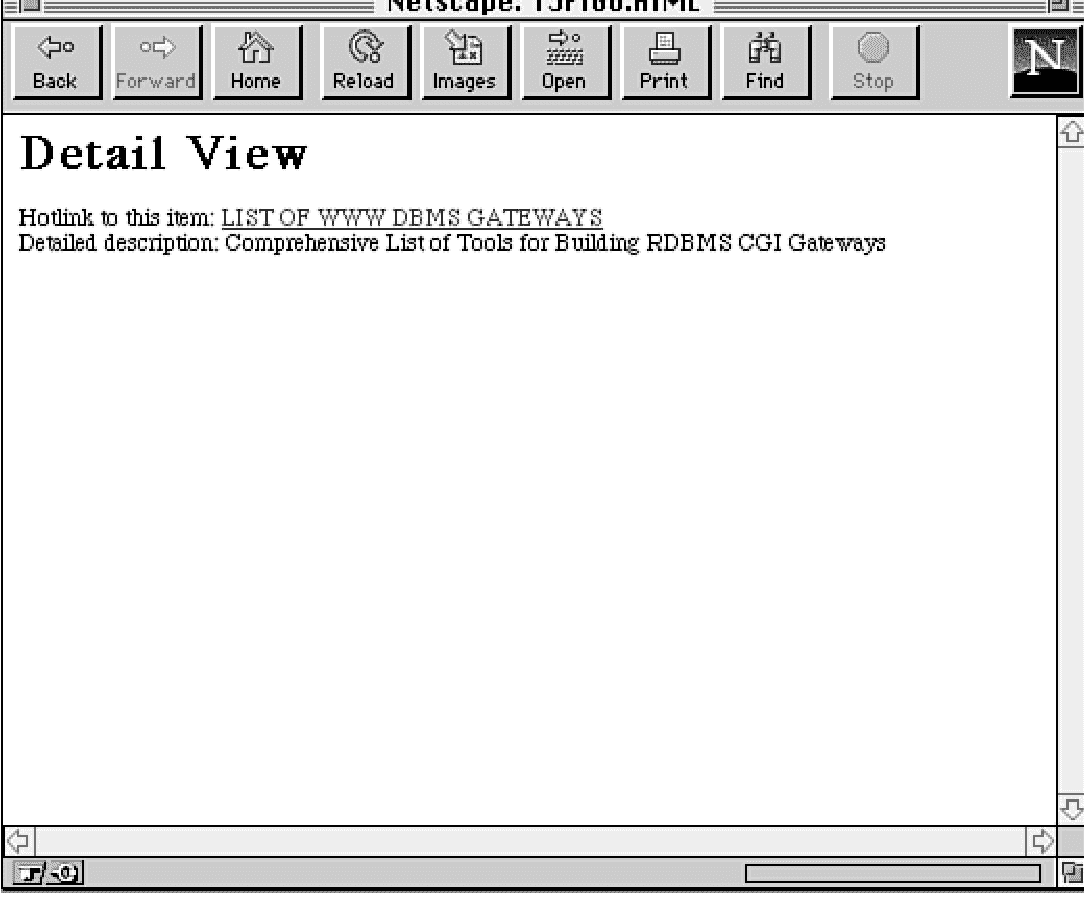 Netscape:
Back Forward Home Reload Images Open Print Find Stop N
Detail View
Hotlink to this item: LIST OF WWW DBMS GATEWAYS
Detailed description: Comprehensive List of Tools for Building RDBMS CGI Gateways